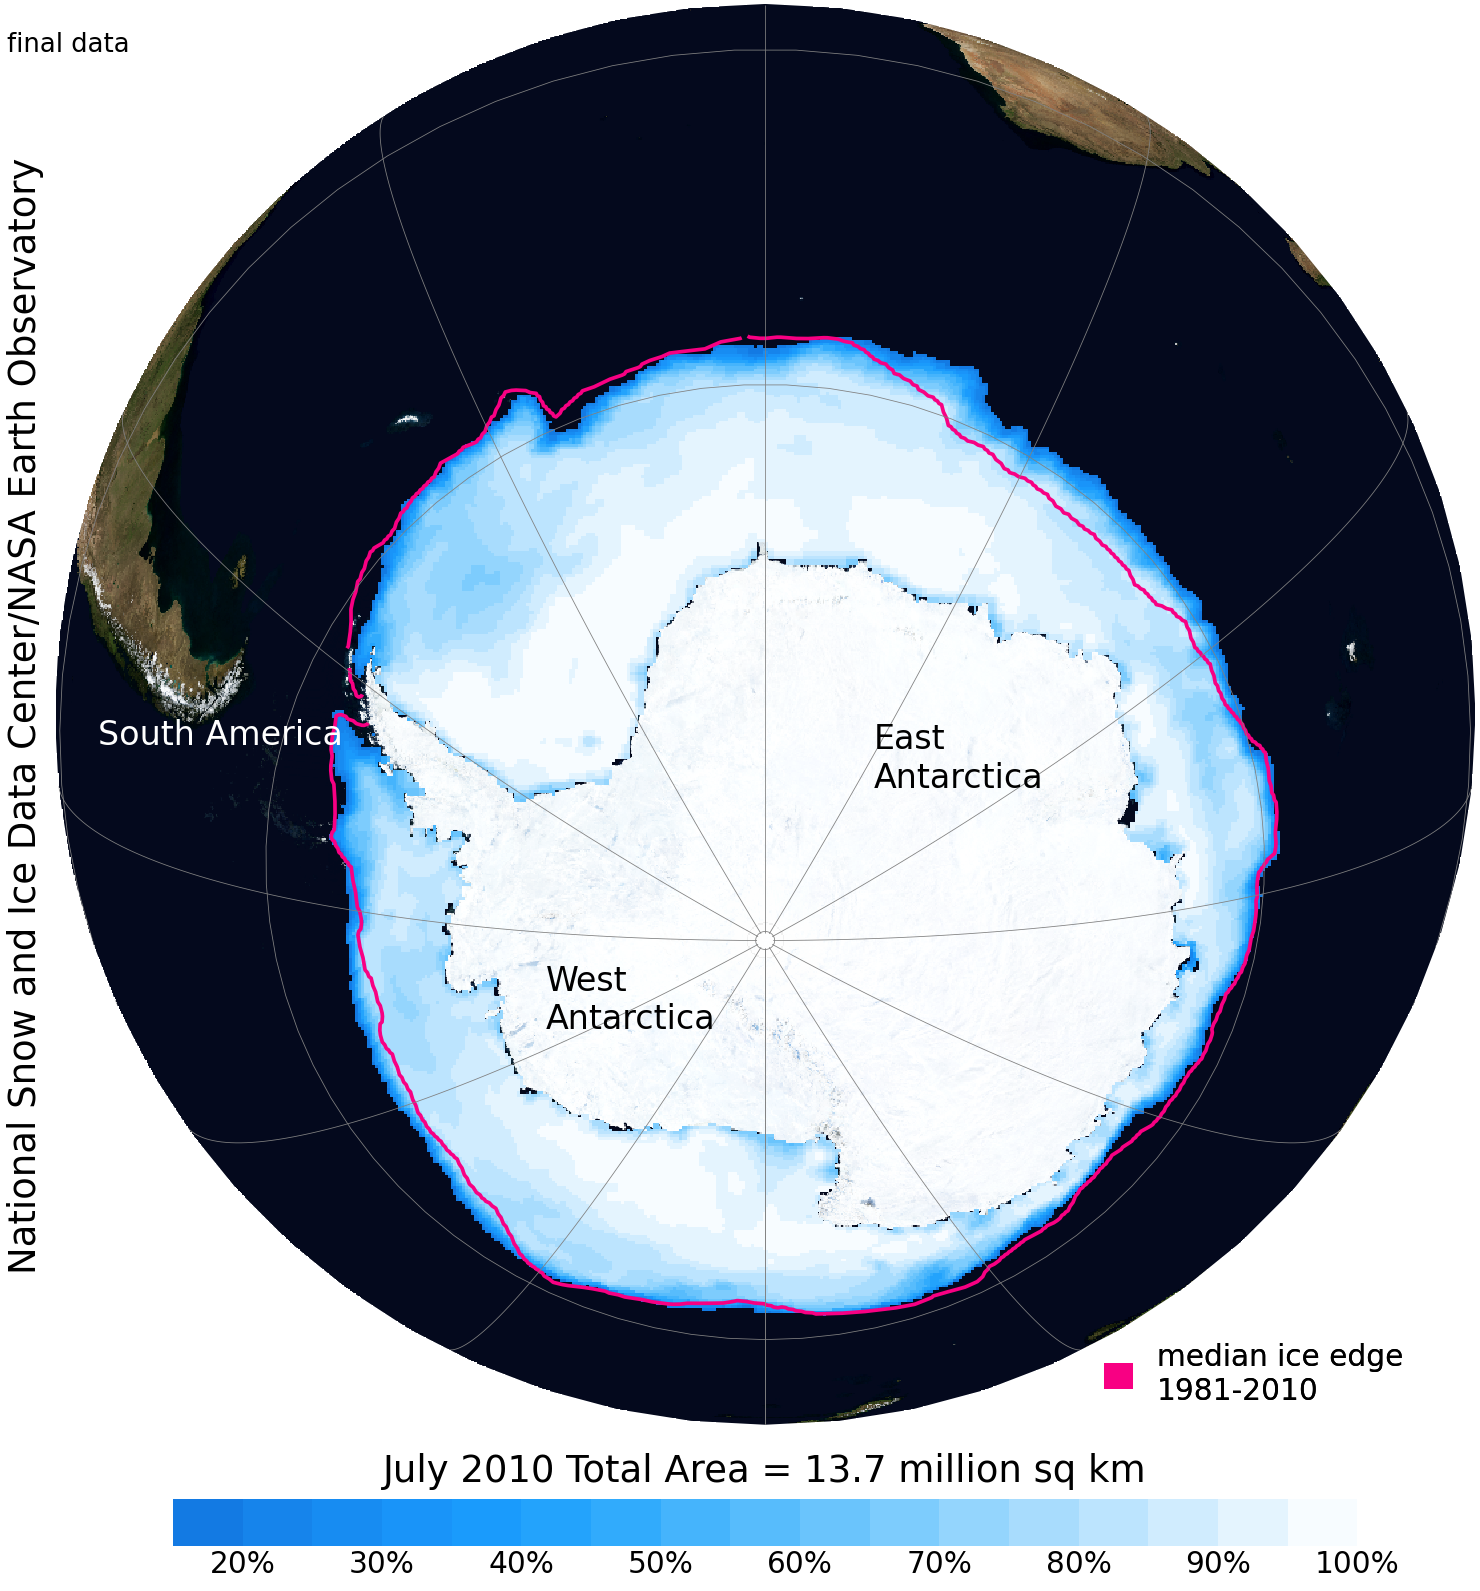 final data
National Snow and Ice Data Center/NASA Earth Observatory
South America
East
Antarctica
West
Antarctica
median ice edge
1981-2010
July 2010 Total Area = 13.7 million sq km
20% 30% 40% 50% 60% 70% 80% 90% 100%